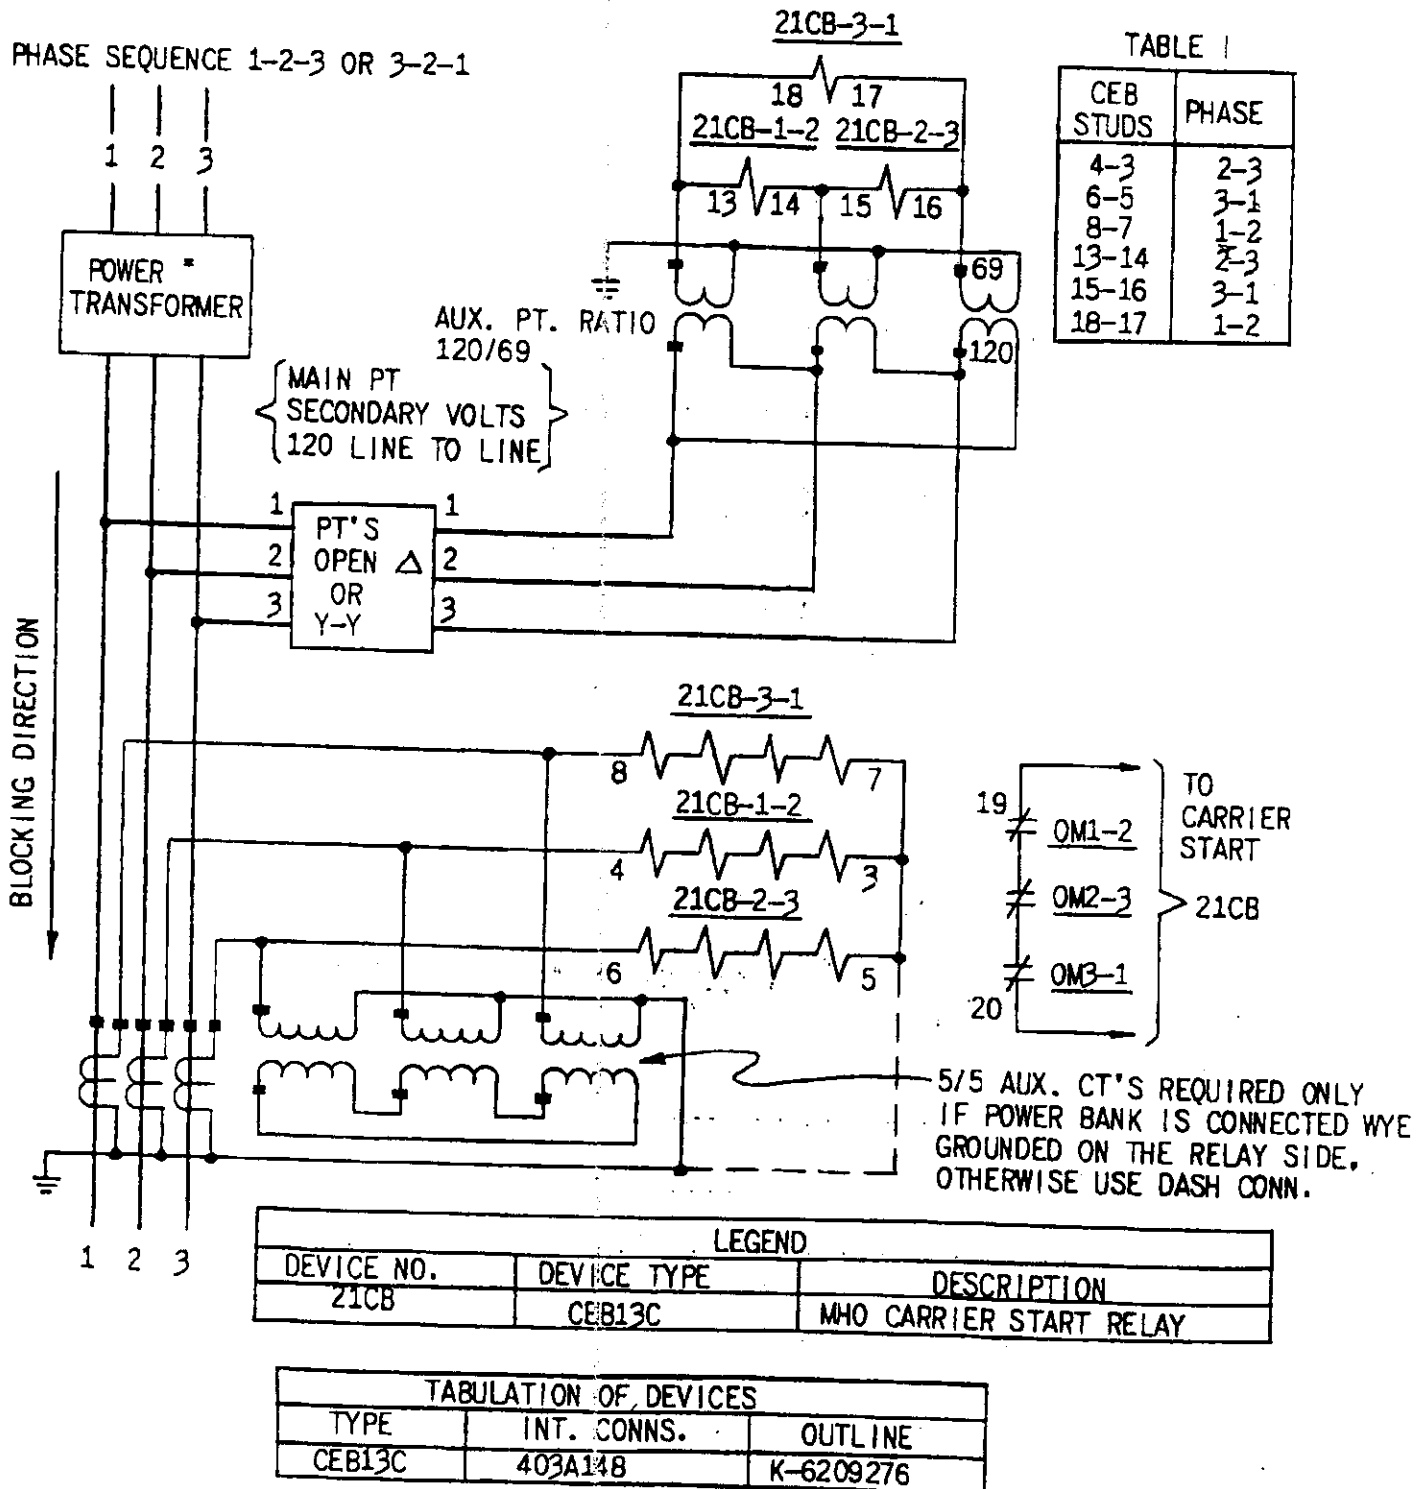 PHASE SEQUENCE 1-2-3 OR 3-2-1
1 2 3
POWER *
TRANSFORMER
21CB-3-1
18 17
21CB-1-2 21CB-2-3
13 14 15 16
69
120
AUX. PT. RATIO
120/69
MAIN PT
SECONDARY VOLTS
120 LINE TO LINE
TABLE I
CEB STUDS PHASE
4-3 2-3
6-5 3-1
8-7 1-2
13-14 2-3
15-16 3-1
18-17 1-2
1 1
2 2
3 3
PT'S
OPEN Δ
OR
Y-Y
BLOCKING DIRECTION
21CB-3-1
8 7
21CB-1-2
4 3
21CB-2-3
6 5
19
OM1-2
OM2-3
OM3-1
20
TO
CARRIER
START
21CB
5/5 AUX. CT'S REQUIRED ONLY
IF POWER BANK IS CONNECTED WYE
GROUNDED ON THE RELAY SIDE.
OTHERWISE USE DASH CONN.
1 2 3
LEGEND
DEVICE NO. DEVICE TYPE DESCRIPTION
21CB CEB13C MHO CARRIER START RELAY
TABULATION OF DEVICES
TYPE INT. CONNS. OUTLINE
CEB13C 403A148 K-6209276